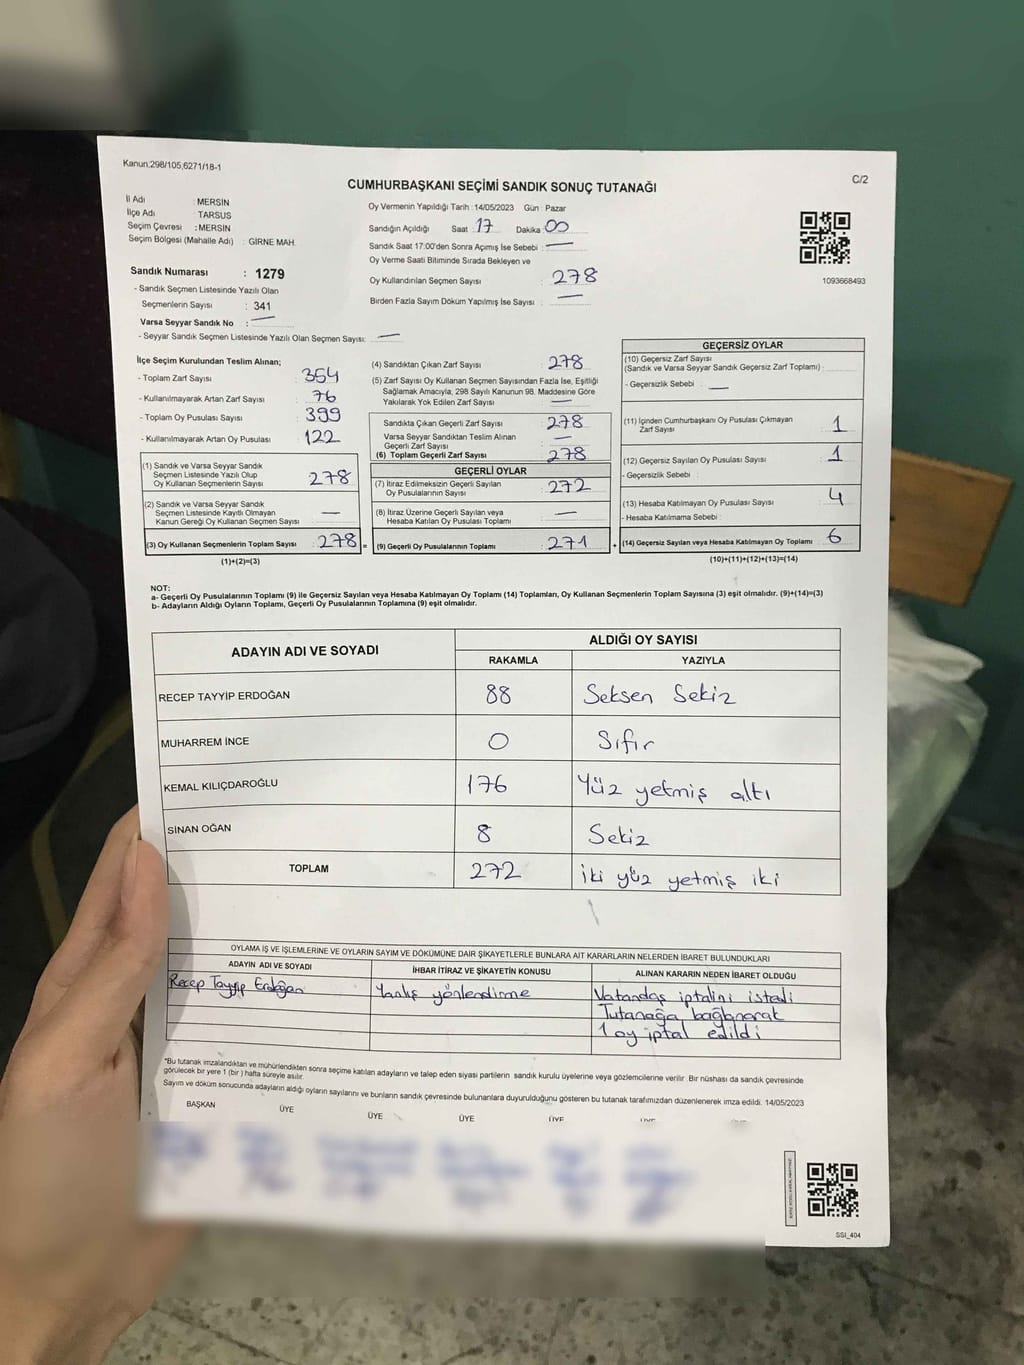 Kanun.298/105,6271/18-1
C/2
CUMHURBAŞKANI SEÇİMİ SANDIK SONUÇ TUTANAĞI
İl Adı : MERSİN
İlçe Adı TARSUS
Seçim Çevresi : MERSİN
Seçim Bölgesi (Mahalle Adı) : GİRNE MAH.
Sandık Numarası : 1279
- Sandık Seçmen Listesinde Yazılı Olan
Seçmenlerin Sayısı : 341
Varsa Seyyar Sandık No : —
- Seyyar Sandık Seçmen Listesinde Yazılı Olan Seçmen Sayısı: —
Oy Vermenin Yapıldığı Tarih : 14/05/2023 Gün : Pazar
Sandığın Açıldığı Saat : 17 Dakika : 00
Sandık Saat 17:00'den Sonra Açımış İse Sebebi : —
Oy Verme Saati Bitiminde Sırada Bekleyen ve
Oy Kullandırılan Seçmen Sayısı : 278
Birden Fazla Sayım Döküm Yapılmış İse Sayısı : —
1093668493
İlçe Seçim Kurulundan Teslim Alınan;
- Toplam Zarf Sayısı : 354
- Kullanılmayarak Artan Zarf Sayısı : 76
- Toplam Oy Pusulası Sayısı : 399
- Kullanılmayarak Artan Oy Pusulası : 122
(1) Sandık ve Varsa Seyyar Sandık
Seçmen Listesinde Yazılı Olup
Oy Kullanan Seçmenlerin Sayısı : 278
(2) Sandık ve Varsa Seyyar Sandık
Seçmen Listesinde Kayıtlı Olmayan
Kanun Gereği Oy Kullanan Seçmen Sayısı : —
(3) Oy Kullanan Seçmenlerin Toplam Sayısı : 278 =
(1)+(2)=(3)
(4) Sandıktan Çıkan Zarf Sayısı : 278
(5) Zarf Sayısı Oy Kullanan Seçmen Sayısından Fazla İse, Eşitliği
Sağlamak Amacıyla, 298 Sayılı Kanunun 98. Maddesine Göre
Yakılarak Yok Edilen Zarf Sayısı : —
Sandıkta Çıkan Geçerli Zarf Sayısı : 278
Varsa Seyyar Sandıktan Teslim Alınan
Geçerli Zarf Sayısı : —
(6) Toplam Geçerli Zarf Sayısı : 278
GEÇERLİ OYLAR
(7) İtiraz Edilmeksizin Geçerli Sayılan
Oy Pusulalarının Sayısı : 272
(8) İtiraz Üzerine Geçerli Sayılan veya
Hesaba Katılan Oy Pusulası Toplamı : —
(9) Geçerli Oy Pusulalarının Toplamı : 271 +
GEÇERSİZ OYLAR
(10) Geçersiz Zarf Sayısı
(Sandık ve Varsa Seyyar Sandık Geçersiz Zarf Toplamı) :
- Geçersizlik Sebebi : —
(11) İçinden Cumhurbaşkanı Oy Pusulası Çıkmayan
Zarf Sayısı : 1
(12) Geçersiz Sayılan Oy Pusulası Sayısı : 1
- Geçersizlik Sebebi :
(13) Hesaba Katılmayan Oy Pusulası Sayısı : 4
- Hesaba Katılmama Sebebi :
(14) Geçersiz Sayılan veya Hesaba Katılmayan Oy Toplamı : 6
(10)+(11)+(12)+(13)=(14)
NOT:
a- Geçerli Oy Pusulalarının Toplamı (9) ile Geçersiz Sayılan veya Hesaba Katılmayan Oy Toplamı (14) Toplamları, Oy Kullanan Seçmenlerin Toplam Sayısına (3) eşit olmalıdır. (9)+(14)=(3)
b- Adayların Aldığı Oyların Toplamı, Geçerli Oy Pusulalarının Toplamına (9) eşit olmalıdır.
ADAYIN ADI VE SOYADI ALDIĞI OY SAYISI
RAKAMLA YAZIYLA
RECEP TAYYİP ERDOĞAN 88 Seksen Sekiz
MUHARREM İNCE 0 Sıfır
KEMAL KILIÇDAROĞLU 176 Yüz yetmiş altı
SİNAN OĞAN 8 Sekiz
TOPLAM 272 iki yüz yetmiş iki
OYLAMA İŞ VE İŞLEMLERİNE VE OYLARIN SAYIM VE DÖKÜMÜNE DAİR ŞİKAYETLERLE BUNLARA AİT KARARLARIN NELERDEN İBARET BULUNDUKLARI
ADAYIN ADI VE SOYADI İHBAR İTİRAZ VE ŞİKAYETİN KONUSU ALINAN KARARIN NEDEN İBARET OLDUĞU
Recep Tayyip Erdoğan Yanlış yönlendirme Vatandaş iptalini istedi
Tutanağa bağlanarak
1 oy iptal edildi
*Bu tutanak imzalandıktan ve mühürlendikten sonra seçime katılan adayların ve talep eden siyasi partilerin sandık kurulu üyelerine veya gözlemcilerine verilir. Bir nüshası da sandık çevresinde
görülecek bir yere 1 (bir) hafta süreyle asılır.
Sayım ve döküm sonucunda adayların aldığı oyların sayılarını ve bunların sandık çevresinde bulunanlara duyurulduğunu gösteren bu tutanak tarafımızdan düzenlenerek imza edildi. 14/05/2023
BAŞKAN ÜYE ÜYE ÜYE ÜYE
SSI_404